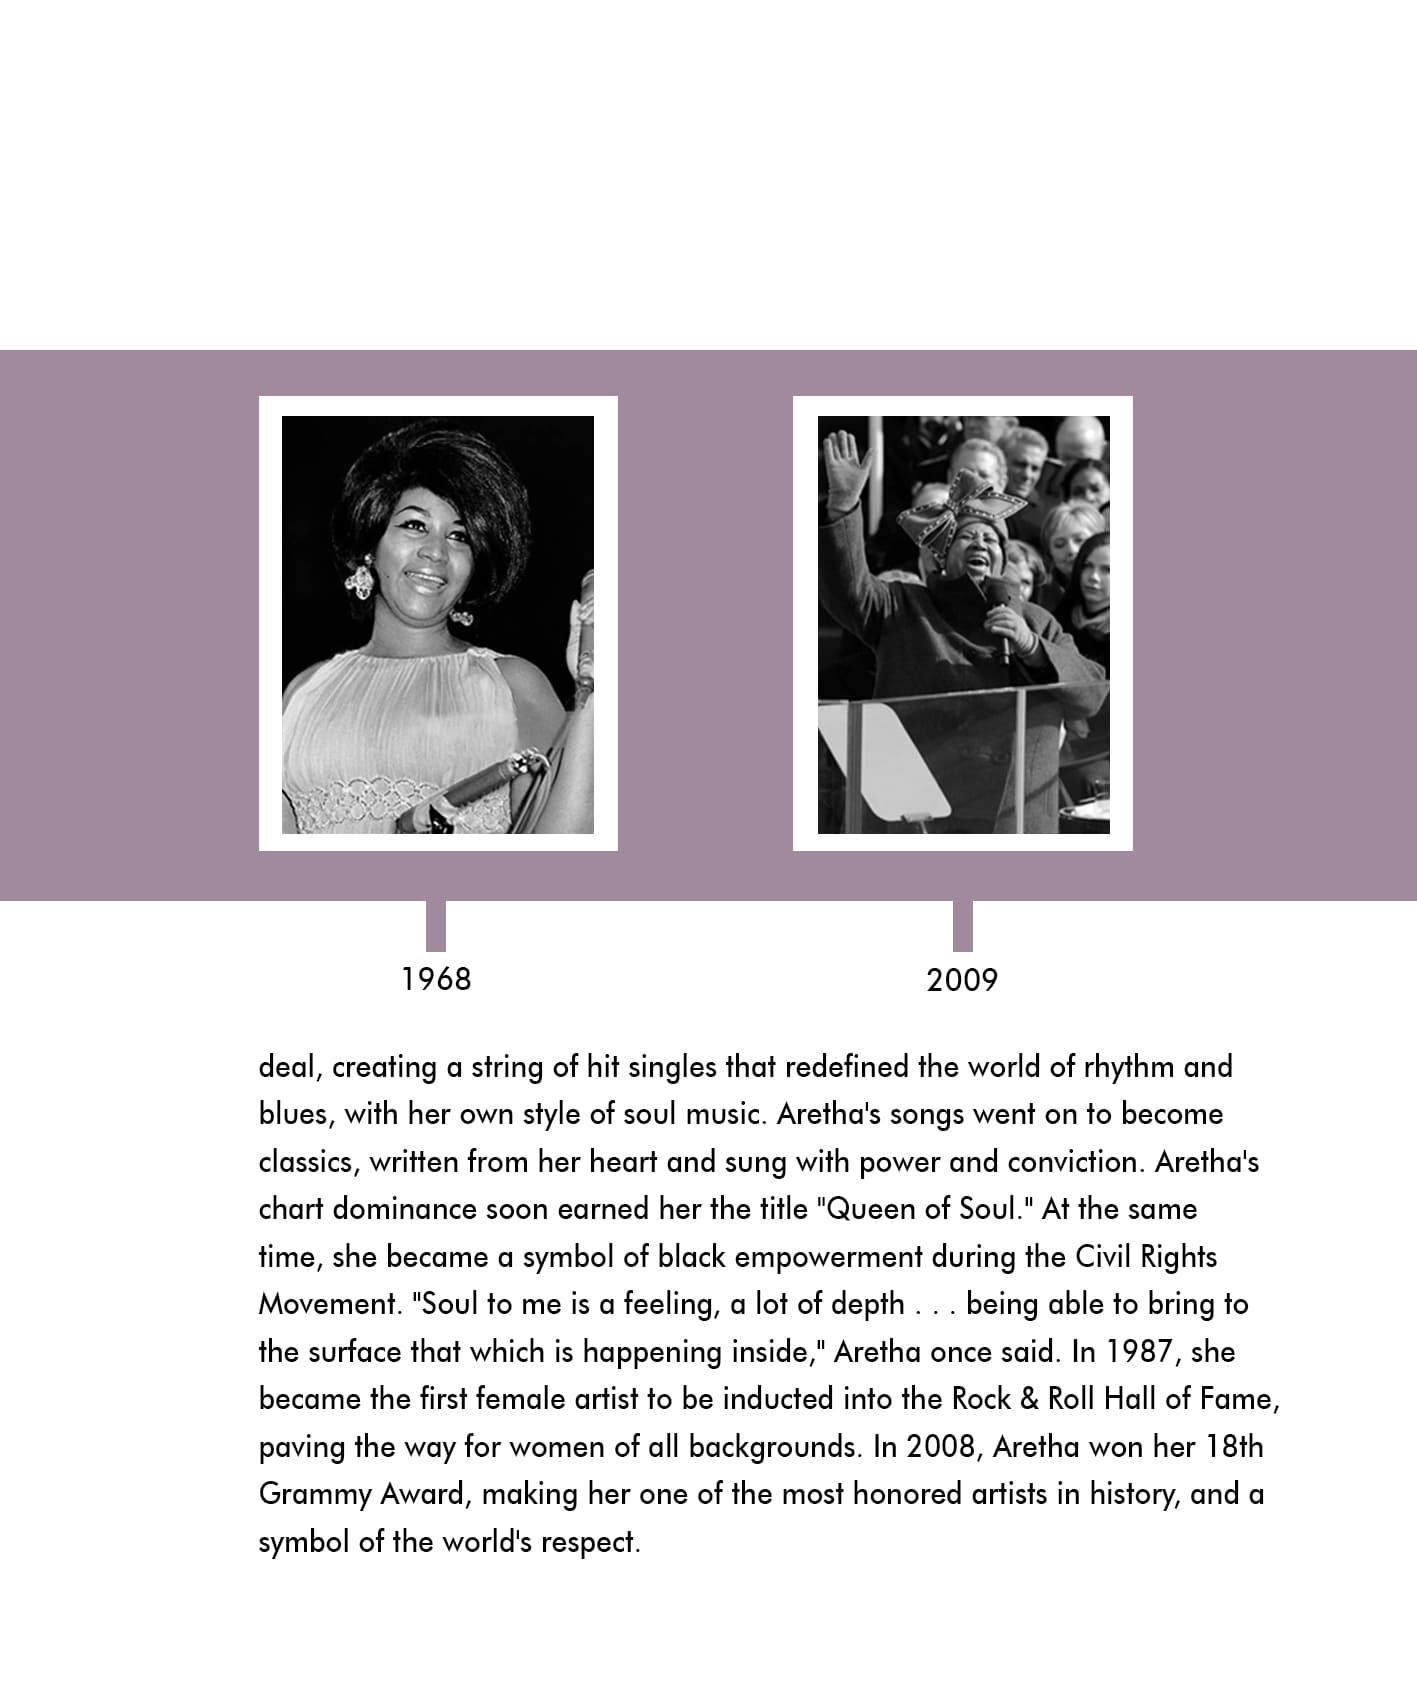 1968
2009
deal, creating a string of hit singles that redefined the world of rhythm and
blues, with her own style of soul music. Aretha's songs went on to become
classics, written from her heart and sung with power and conviction. Aretha's
chart dominance soon earned her the title "Queen of Soul." At the same
time, she became a symbol of black empowerment during the Civil Rights
Movement. "Soul to me is a feeling, a lot of depth . . . being able to bring to
the surface that which is happening inside," Aretha once said. In 1987, she
became the first female artist to be inducted into the Rock & Roll Hall of Fame,
paving the way for women of all backgrounds. In 2008, Aretha won her 18th
Grammy Award, making her one of the most honored artists in history, and a
symbol of the world's respect.